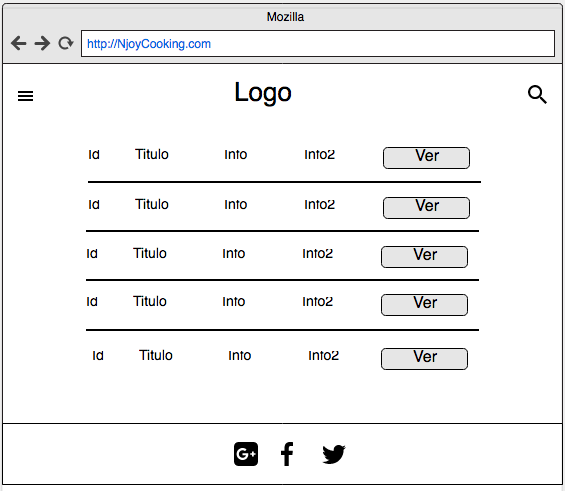 Mozilla
http://NjoyCooking.com
Logo
Id Titulo Info Info2 Ver
Id Titulo Info Info2 Ver
Id Titulo Info Info2 Ver
Id Titulo Info Info2 Ver
Id Titulo Info Info2 Ver
G+ f